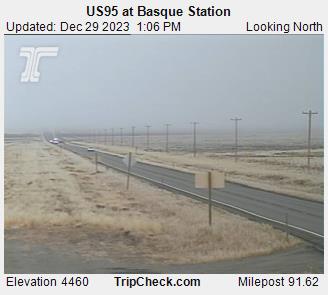 US95 at Basque Station
Updated: Dec 29 2023 1:06 PM Looking North
Elevation 4460 TripCheck.com Milepost 91.62